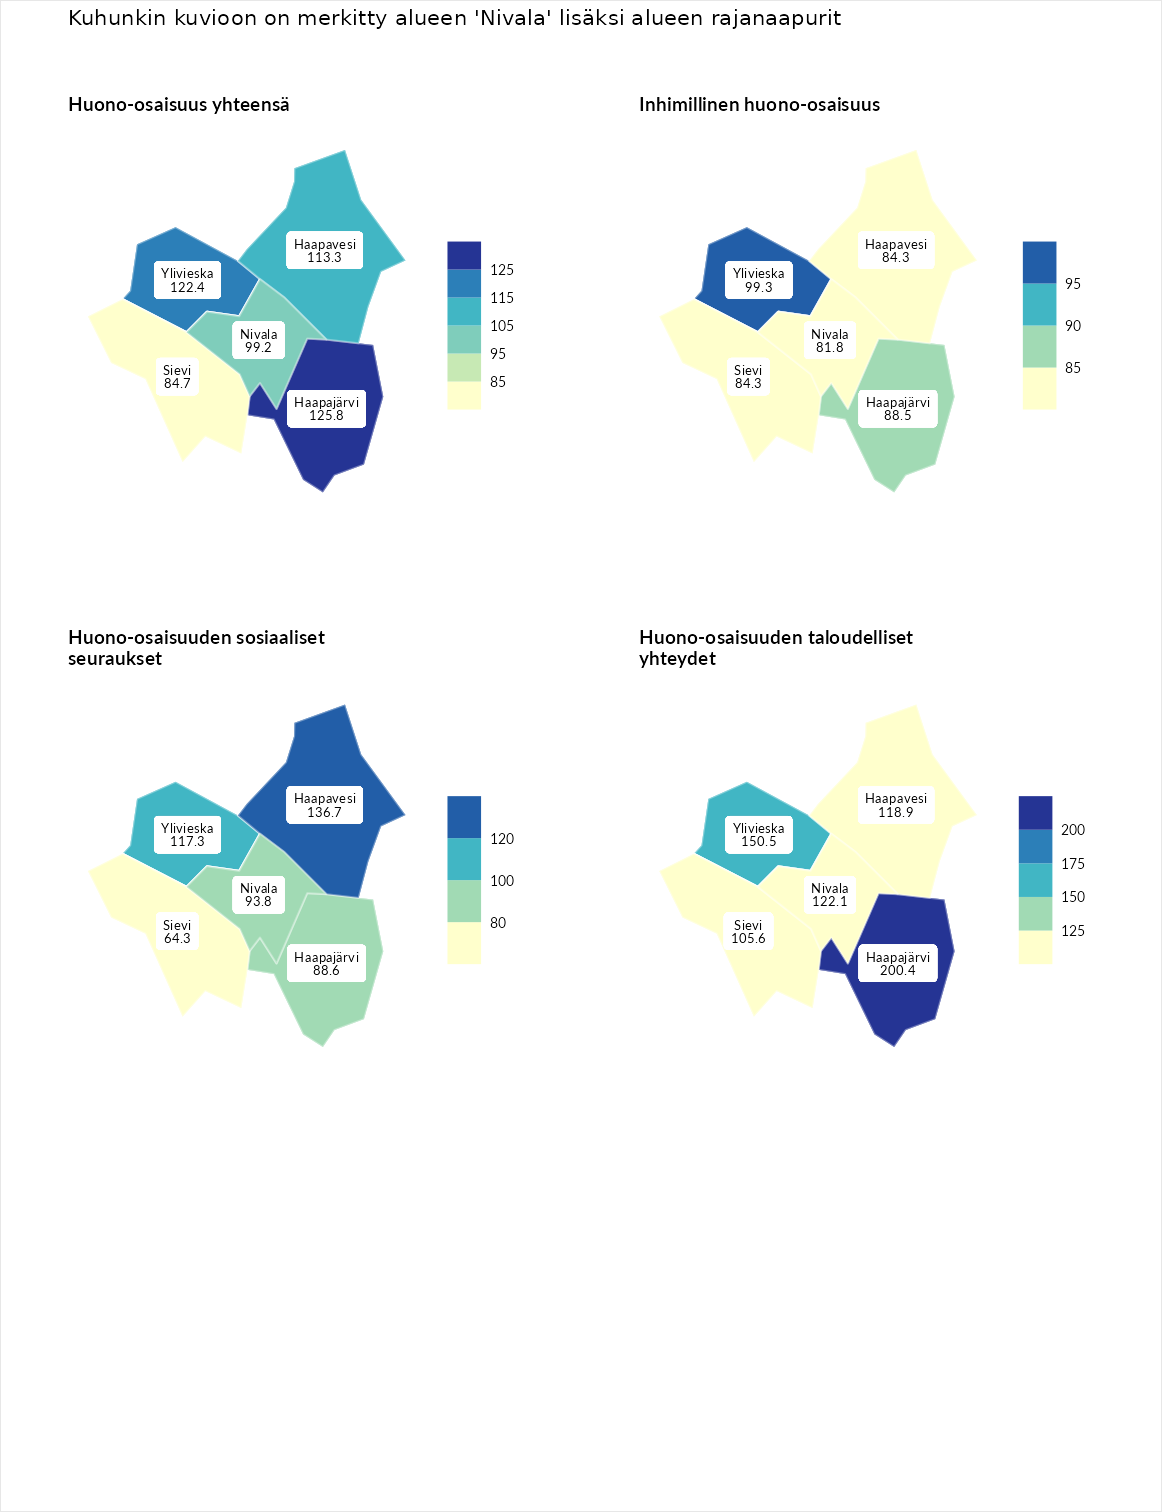 Kuhunkin kuvioon on merkitty alueen 'Nivala' lisäksi alueen rajanaapurit
Huono-osaisuus yhteensä
Haapavesi
113.3
Ylivieska
122.4
Nivala
99.2
Sievi
84.7
Haapajärvi
125.8
125
115
105
95
85
Inhimillinen huono-osaisuus
Haapavesi
84.3
Ylivieska
99.3
Nivala
81.8
Sievi
84.3
Haapajärvi
88.5
95
90
85
Huono-osaisuuden sosiaaliset
seuraukset
Haapavesi
136.7
Ylivieska
117.3
Nivala
93.8
Sievi
64.3
Haapajärvi
88.6
120
100
80
Huono-osaisuuden taloudelliset
yhteydet
Haapavesi
118.9
Ylivieska
150.5
Nivala
122.1
Sievi
105.6
Haapajärvi
200.4
200
175
150
125